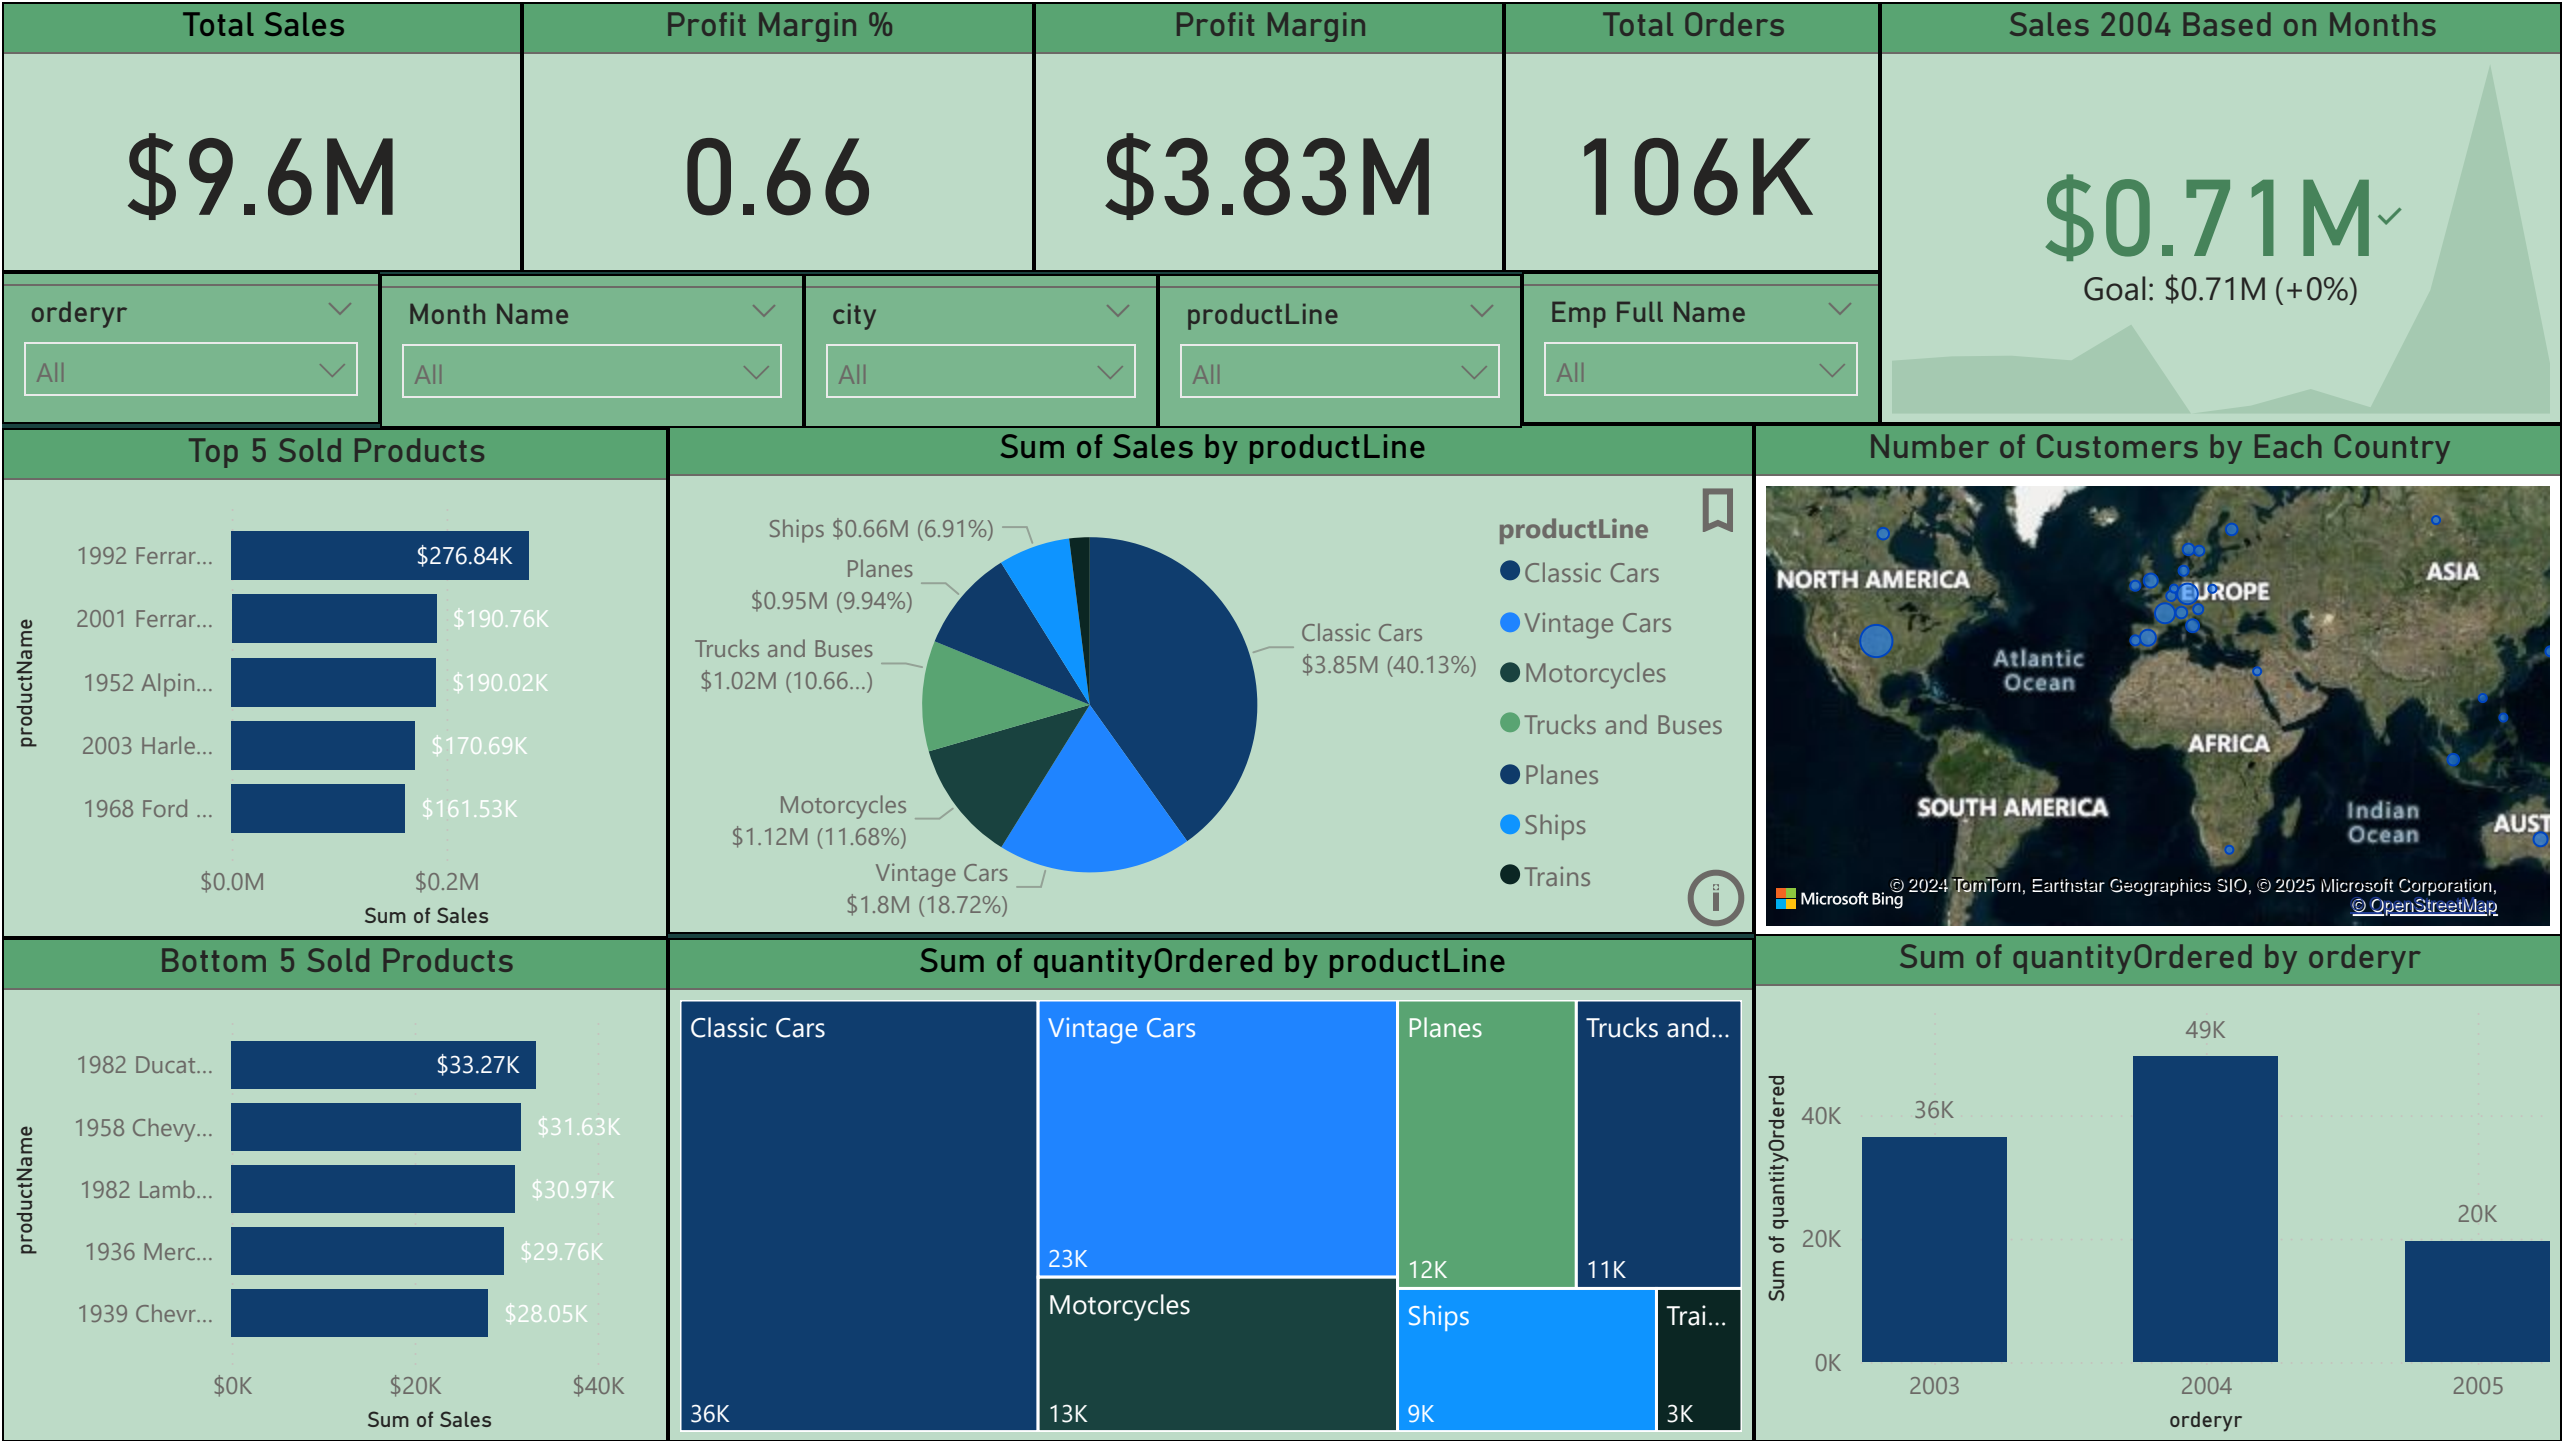 Total Sales
$9.6M
Profit Margin %
0.66
Profit Margin
$3.83M
Total Orders
106K
Sales 2004 Based on Months
$0.71M
Goal: $0.71M (+0%)
orderyr
All
Month Name
All
city
All
productLine
All
Emp Full Name
All
Top 5 Sold Products
productName
1992 Ferrar... $276.84K
2001 Ferrar... $190.76K
1952 Alpin... $190.02K
2003 Harle... $170.69K
1968 Ford ... $161.53K
$0.0M $0.2M
Sum of Sales
Sum of Sales by productLine
Ships $0.66M (6.91%)
Planes
$0.95M (9.94%)
Trucks and Buses
$1.02M (10.66...)
Motorcycles
$1.12M (11.68%)
Vintage Cars
$1.8M (18.72%)
Classic Cars
$3.85M (40.13%)
productLine
Classic Cars
Vintage Cars
Motorcycles
Trucks and Buses
Planes
Ships
Trains
Number of Customers by Each Country
NORTH AMERICA
EUROPE
ASIA
Atlantic
Ocean
AFRICA
SOUTH AMERICA
Indian
Ocean
AUST
Microsoft Bing
© 2024 TomTom, Earthstar Geographics SIO, © 2025 Microsoft Corporation,
© OpenStreetMap
Bottom 5 Sold Products
productName
1982 Ducat... $33.27K
1958 Chevy... $31.63K
1982 Lamb... $30.97K
1936 Merc... $29.76K
1939 Chevr... $28.05K
$0K $20K $40K
Sum of Sales
Sum of quantityOrdered by productLine
Classic Cars
36K
Vintage Cars
23K
Motorcycles
13K
Planes
12K
Trucks and...
11K
Ships
9K
Trai...
3K
Sum of quantityOrdered by orderyr
Sum of quantityOrdered
40K
20K
0K
36K
49K
20K
2003 2004 2005
orderyr